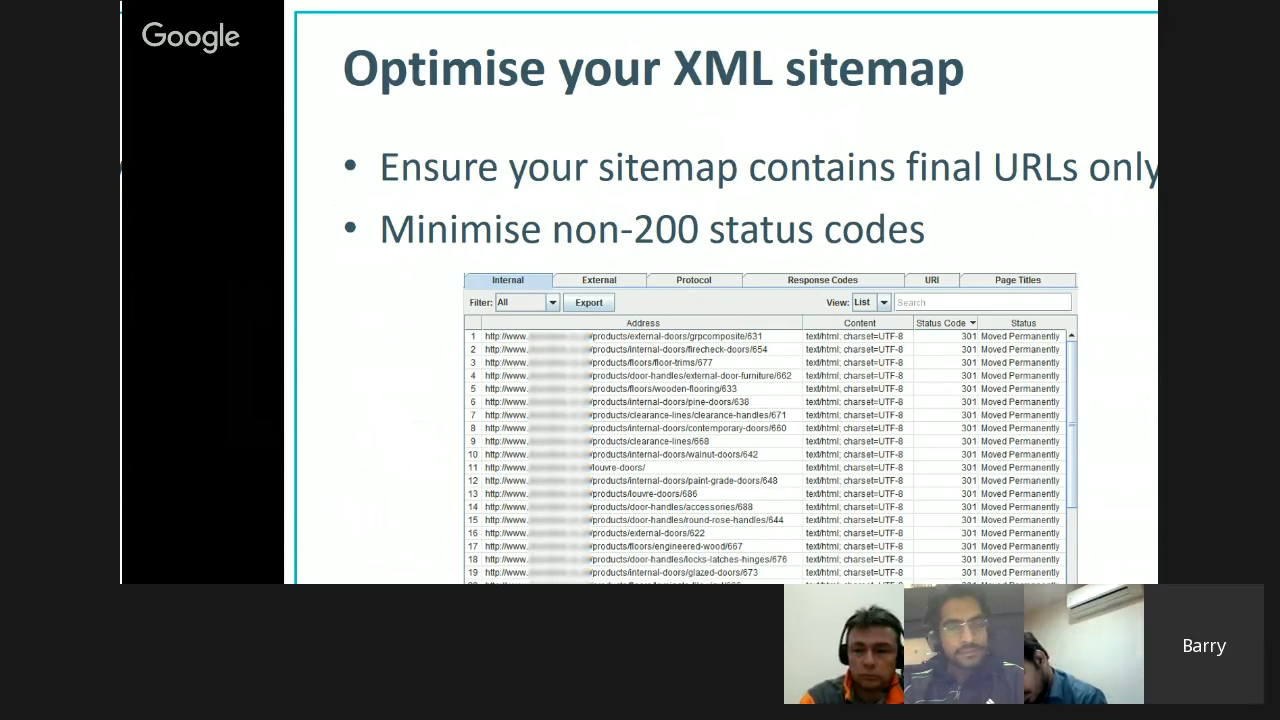 Google
Optimise your XML sitemap
• Ensure your sitemap contains final URLs only
• Minimise non-200 status codes
Internal External Protocol Response Codes URI Page Titles
Filter: All Export View: List Search
Address Content Status Code Status
1 http://www. /products/external-doors/grpcomposite/631 text/html; charset=UTF-8 301 Moved Permanently
2 http://www. /products/internal-doors/firecheck-doors/654 text/html; charset=UTF-8 301 Moved Permanently
3 http://www. /products/floors/floor-trims/677 text/html; charset=UTF-8 301 Moved Permanently
4 http://www. /products/door-handles/external-door-furniture/662 text/html; charset=UTF-8 301 Moved Permanently
5 http://www. /products/floors/wooden-flooring/633 text/html; charset=UTF-8 301 Moved Permanently
6 http://www. /products/internal-doors/pine-doors/638 text/html; charset=UTF-8 301 Moved Permanently
7 http://www. /products/clearance-lines/clearance-handles/671 text/html; charset=UTF-8 301 Moved Permanently
8 http://www. /products/internal-doors/contemporary-doors/660 text/html; charset=UTF-8 301 Moved Permanently
9 http://www. /products/clearance-lines/668 text/html; charset=UTF-8 301 Moved Permanently
10 http://www. /products/internal-doors/walnut-doors/642 text/html; charset=UTF-8 301 Moved Permanently
11 http://www. /louvre-doors/ text/html; charset=UTF-8 301 Moved Permanently
12 http://www. /products/internal-doors/paint-grade-doors/648 text/html; charset=UTF-8 301 Moved Permanently
13 http://www. /products/louvre-doors/686 text/html; charset=UTF-8 301 Moved Permanently
14 http://www. /products/door-handles/accessories/688 text/html; charset=UTF-8 301 Moved Permanently
15 http://www. /products/door-handles/round-rose-handles/644 text/html; charset=UTF-8 301 Moved Permanently
16 http://www. /products/external-doors/622 text/html; charset=UTF-8 301 Moved Permanently
17 http://www. /products/floors/engineered-wood/667 text/html; charset=UTF-8 301 Moved Permanently
18 http://www. /products/door-handles/locks-latches-hinges/676 text/html; charset=UTF-8 301 Moved Permanently
19 http://www. /products/internal-doors/glazed-doors/673 text/html; charset=UTF-8 301 Moved Permanently
Barry